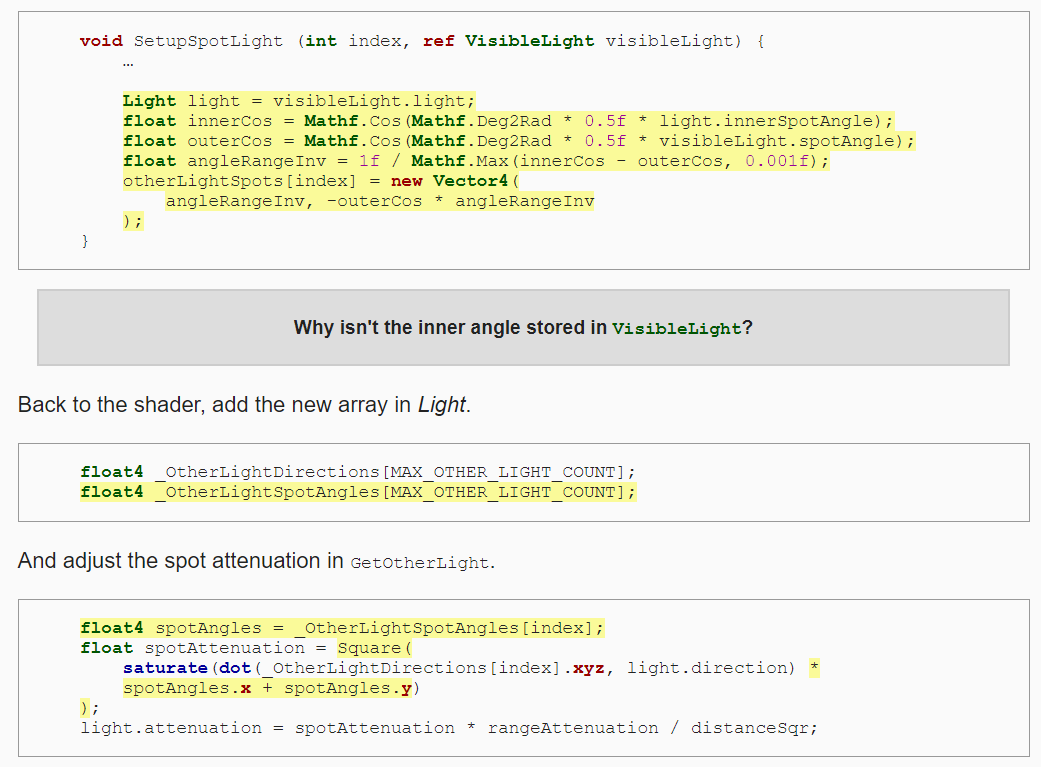 void SetupSpotLight (int index, ref VisibleLight visibleLight) {
…
Light light = visibleLight.light;
float innerCos = Mathf.Cos(Mathf.Deg2Rad * 0.5f * light.innerSpotAngle);
float outerCos = Mathf.Cos(Mathf.Deg2Rad * 0.5f * visibleLight.spotAngle);
float angleRangeInv = 1f / Mathf.Max(innerCos - outerCos, 0.001f);
otherLightSpots[index] = new Vector4(
angleRangeInv, -outerCos * angleRangeInv
);
}
Why isn't the inner angle stored in VisibleLight?
Back to the shader, add the new array in Light.
float4 _OtherLightDirections[MAX_OTHER_LIGHT_COUNT];
float4 _OtherLightSpotAngles[MAX_OTHER_LIGHT_COUNT];
And adjust the spot attenuation in GetOtherLight.
float4 spotAngles = _OtherLightSpotAngles[index];
float spotAttenuation = Square(
saturate(dot(_OtherLightDirections[index].xyz, light.direction) *
spotAngles.x + spotAngles.y)
);
light.attenuation = spotAttenuation * rangeAttenuation / distanceSqr;